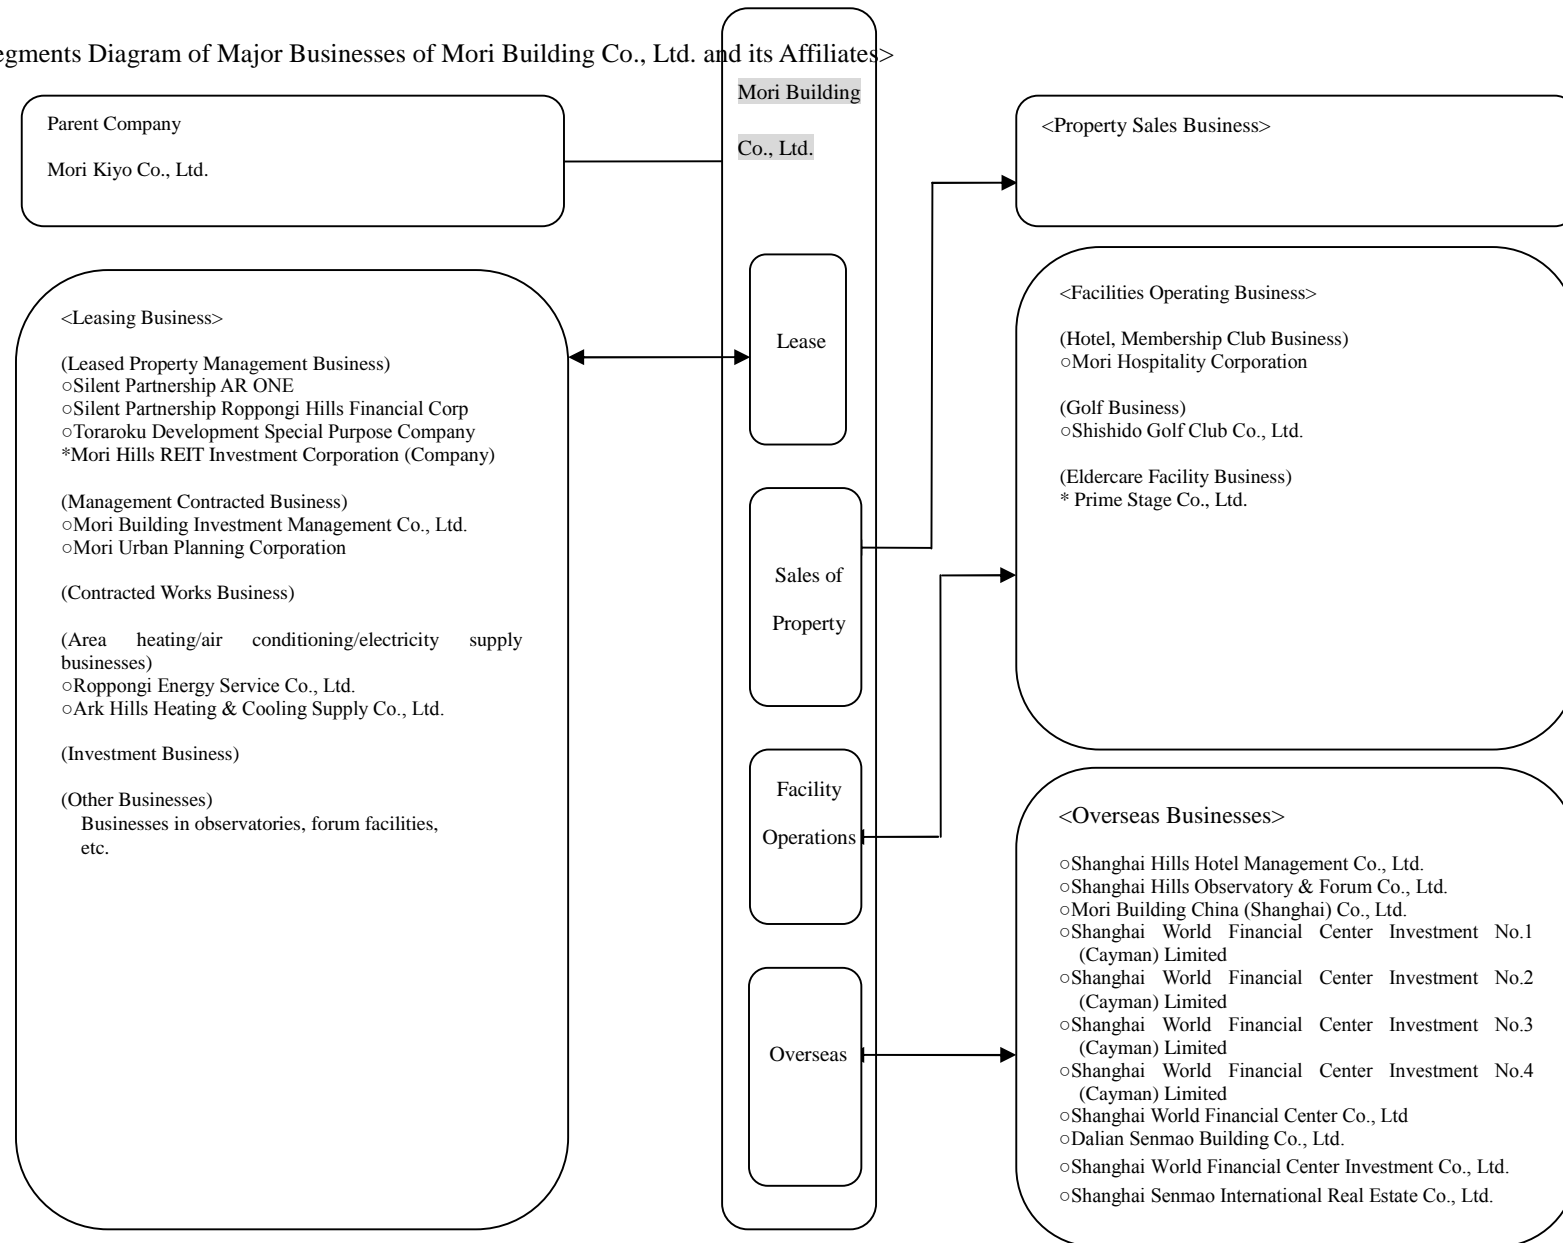 egments Diagram of Major Businesses of Mori Building Co., Ltd. and its Affiliates>
Parent Company
Mori Kiyo Co., Ltd.
<Leasing Business>
(Leased Property Management Business)
○Silent Partnership AR ONE
○Silent Partnership Roppongi Hills Financial Corp
○Toraroku Development Special Purpose Company
*Mori Hills REIT Investment Corporation (Company)
(Management Contracted Business)
○Mori Building Investment Management Co., Ltd.
○Mori Urban Planning Corporation
(Contracted Works Business)
(Area heating/air conditioning/electricity supply
businesses)
○Roppongi Energy Service Co., Ltd.
○Ark Hills Heating & Cooling Supply Co., Ltd.
(Investment Business)
(Other Businesses)
Businesses in observatories, forum facilities,
etc.
Mori Building
Co., Ltd.
Lease
Sales of
Property
Facility
Operations
Overseas
<Property Sales Business>
<Facilities Operating Business>
(Hotel, Membership Club Business)
○Mori Hospitality Corporation
(Golf Business)
○Shishido Golf Club Co., Ltd.
(Eldercare Facility Business)
* Prime Stage Co., Ltd.
<Overseas Businesses>
○Shanghai Hills Hotel Management Co., Ltd.
○Shanghai Hills Observatory & Forum Co., Ltd.
○Mori Building China (Shanghai) Co., Ltd.
○Shanghai World Financial Center Investment No.1
(Cayman) Limited
○Shanghai World Financial Center Investment No.2
(Cayman) Limited
○Shanghai World Financial Center Investment No.3
(Cayman) Limited
○Shanghai World Financial Center Investment No.4
(Cayman) Limited
○Shanghai World Financial Center Co., Ltd
○Dalian Senmao Building Co., Ltd.
○Shanghai World Financial Center Investment Co., Ltd.
○Shanghai Senmao International Real Estate Co., Ltd.